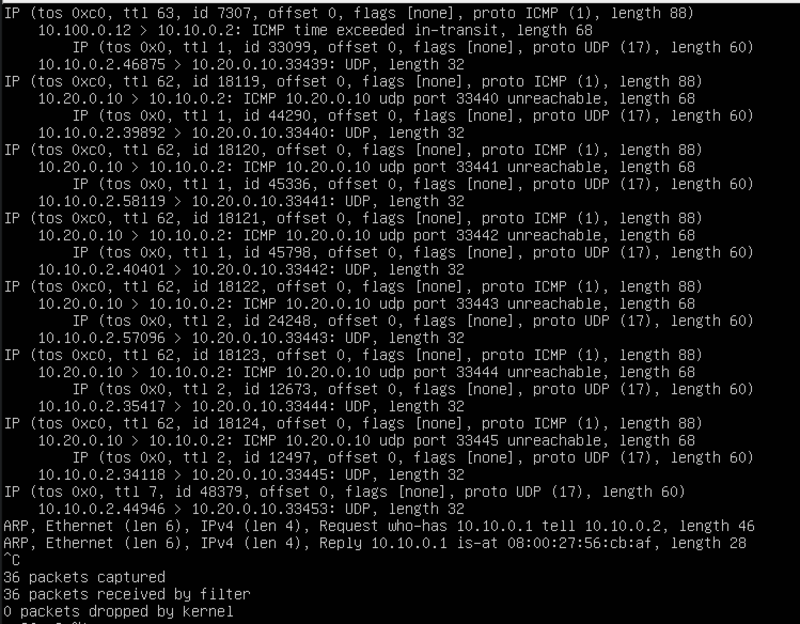 IP (tos 0xc0, ttl 63, id 7307, offset 0, flags [none], proto ICMP (1), length 88)
10.100.0.12 > 10.10.0.2: ICMP time exceeded in-transit, length 68
IP (tos 0x0, ttl 1, id 33099, offset 0, flags [none], proto UDP (17), length 60)
10.10.0.2.46875 > 10.20.0.10.33439: UDP, length 32
IP (tos 0xc0, ttl 62, id 18119, offset 0, flags [none], proto ICMP (1), length 88)
10.20.0.10 > 10.10.0.2: ICMP 10.20.0.10 udp port 33440 unreachable, length 68
IP (tos 0x0, ttl 1, id 44290, offset 0, flags [none], proto UDP (17), length 60)
10.10.0.2.39892 > 10.20.0.10.33440: UDP, length 32
IP (tos 0xc0, ttl 62, id 18120, offset 0, flags [none], proto ICMP (1), length 88)
10.20.0.10 > 10.10.0.2: ICMP 10.20.0.10 udp port 33441 unreachable, length 68
IP (tos 0x0, ttl 1, id 45336, offset 0, flags [none], proto UDP (17), length 60)
10.10.0.2.58119 > 10.20.0.10.33441: UDP, length 32
IP (tos 0xc0, ttl 62, id 18121, offset 0, flags [none], proto ICMP (1), length 88)
10.20.0.10 > 10.10.0.2: ICMP 10.20.0.10 udp port 33442 unreachable, length 68
IP (tos 0x0, ttl 1, id 45798, offset 0, flags [none], proto UDP (17), length 60)
10.10.0.2.40401 > 10.20.0.10.33442: UDP, length 32
IP (tos 0xc0, ttl 62, id 18122, offset 0, flags [none], proto ICMP (1), length 88)
10.20.0.10 > 10.10.0.2: ICMP 10.20.0.10 udp port 33443 unreachable, length 68
IP (tos 0x0, ttl 2, id 24248, offset 0, flags [none], proto UDP (17), length 60)
10.10.0.2.57096 > 10.20.0.10.33443: UDP, length 32
IP (tos 0xc0, ttl 62, id 18123, offset 0, flags [none], proto ICMP (1), length 88)
10.20.0.10 > 10.10.0.2: ICMP 10.20.0.10 udp port 33444 unreachable, length 68
IP (tos 0x0, ttl 2, id 12673, offset 0, flags [none], proto UDP (17), length 60)
10.10.0.2.35417 > 10.20.0.10.33444: UDP, length 32
IP (tos 0xc0, ttl 62, id 18124, offset 0, flags [none], proto ICMP (1), length 88)
10.20.0.10 > 10.10.0.2: ICMP 10.20.0.10 udp port 33445 unreachable, length 68
IP (tos 0x0, ttl 2, id 12497, offset 0, flags [none], proto UDP (17), length 60)
10.10.0.2.34118 > 10.20.0.10.33445: UDP, length 32
IP (tos 0x0, ttl 7, id 48379, offset 0, flags [none], proto UDP (17), length 60)
10.10.0.2.44946 > 10.20.0.10.33453: UDP, length 32
ARP, Ethernet (len 6), IPv4 (len 4), Request who-has 10.10.0.1 tell 10.10.0.2, length 46
ARP, Ethernet (len 6), IPv4 (len 4), Reply 10.10.0.1 is-at 08:00:27:56:cb:af, length 28
^C
36 packets captured
36 packets received by filter
0 packets dropped by kernel